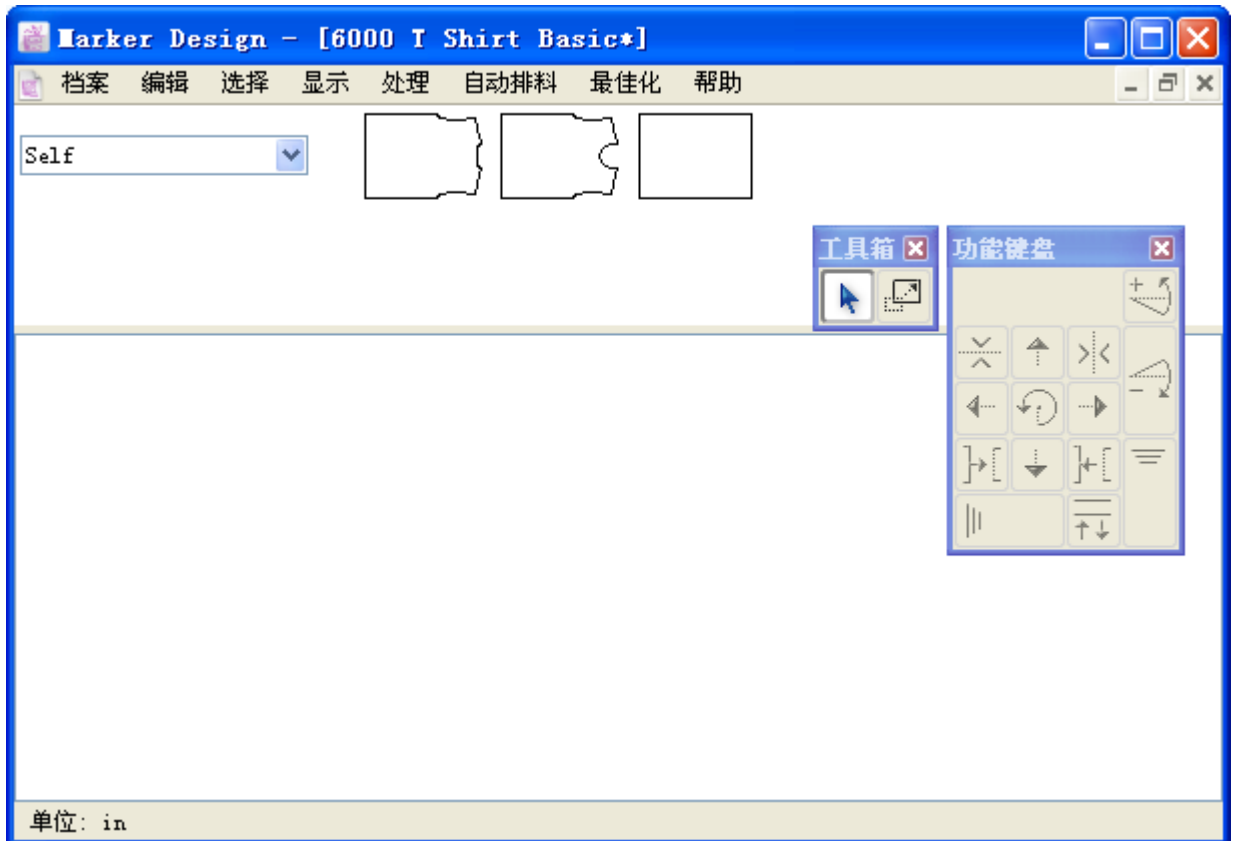 Marker Design - [6000 T Shirt Basic*]
档案 编辑 选择 显示 处理 自动排料 最佳化 帮助
Self
工具箱 功能键盘
单位: in